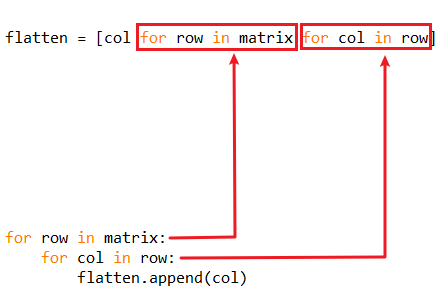 flatten = [col for row in matrix for col in row]
for row in matrix:
    for col in row:
        flatten.append(col)